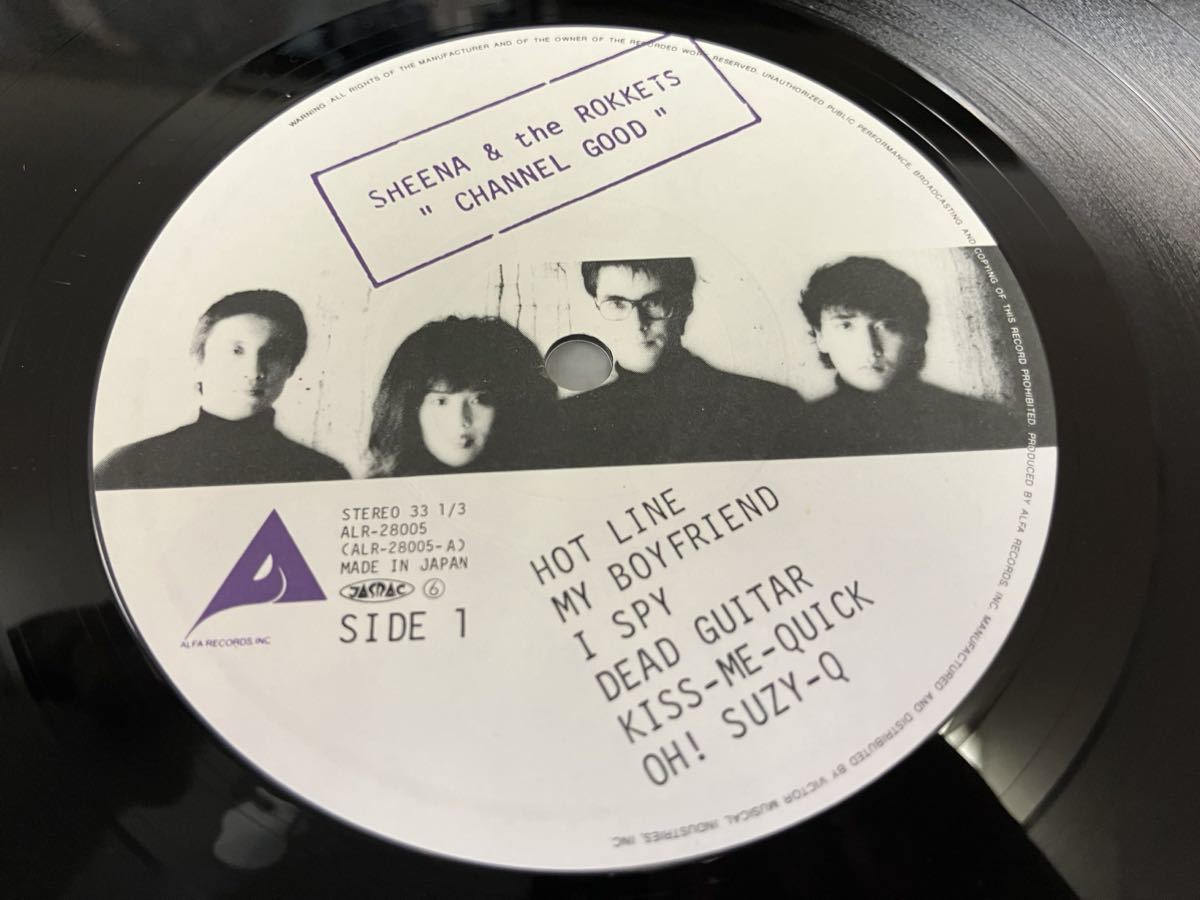 WARNING. ALL RIGHTS OF THE MANUFACTURER AND OF THE OWNER OF THE RECORDED WORK RESERVED. UNAUTHORIZED PUBLIC PERFORMANCE, BROADCASTING AND COPYING OF THIS RECORD PROHIBITED. PRODUCED BY ALFA RECORDS, INC. MANUFACTURED AND DISTRIBUTED BY VICTOR MUSICAL INDUSTRIES, INC.
SHEENA & the ROKKETS
" CHANNEL GOOD "
ALFA RECORDS, INC
STEREO 33 1/3
ALR-28005
(ALR-28005-A)
MADE IN JAPAN
JASRAC ⑥
SIDE 1
HOT LINE
MY BOYFRIEND
I SPY
DEAD GUITAR
KISS-ME-QUICK
OH! SUZY-Q